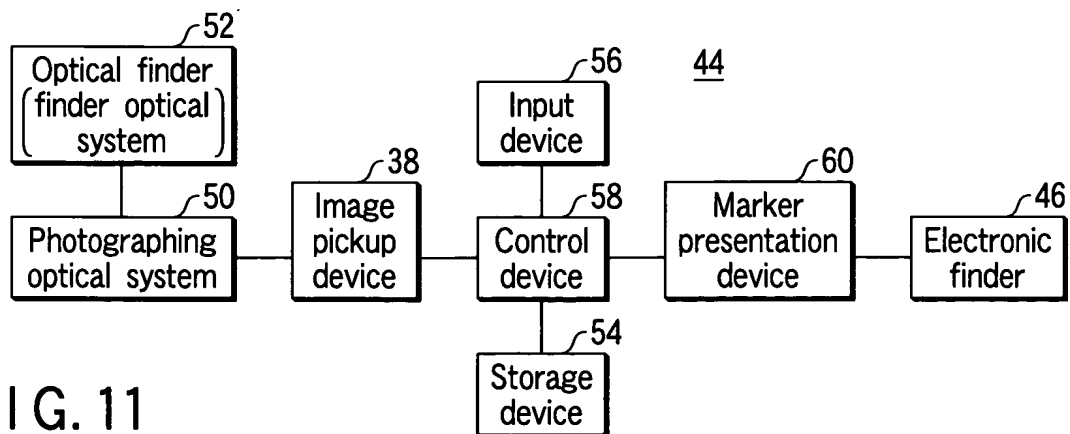 52
Optical finder
(finder optical
system)
50
Photographing
optical system
38
Image
pickup
device
56
Input
device
58
Control
device
54
Storage
device
44
60
Marker
presentation
device
46
Electronic
finder
IG. 11